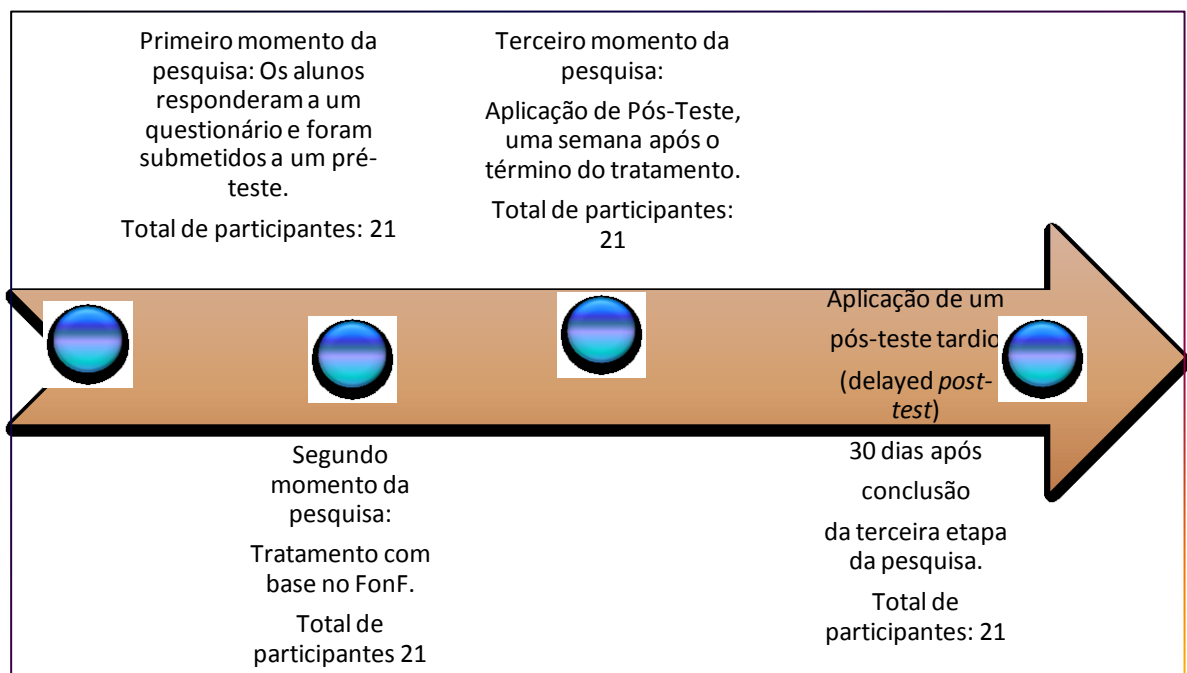 Primeiro momento da
pesquisa: Os alunos
responderam a um
questionário e foram
submetidos a um pré-
teste.
Total de participantes: 21
Segundo
momento da
pesquisa:
Tratamento com
base no FonF.
Total de
participantes 21
Terceiro momento da
pesquisa:
Aplicação de Pós-Teste,
uma semana após o
término do tratamento.
Total de participantes:
21
Aplicação de um
pós-teste tardio
(delayed post-
test)
30 dias após
conclusão
da terceira etapa
da pesquisa.
Total de
participantes: 21